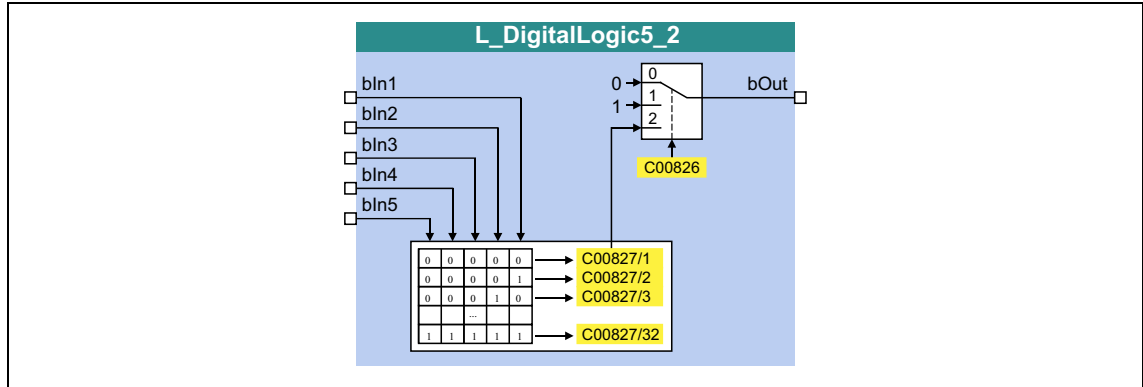 L_DigitalLogic5_2
bIn1
bIn2
bIn3
bIn4
bIn5
0
0
1
1
2
bOut
C00826
0 0 0 0 0 C00827/1
0 0 0 0 1 C00827/2
0 0 0 1 0 C00827/3
...
1 1 1 1 1 C00827/32